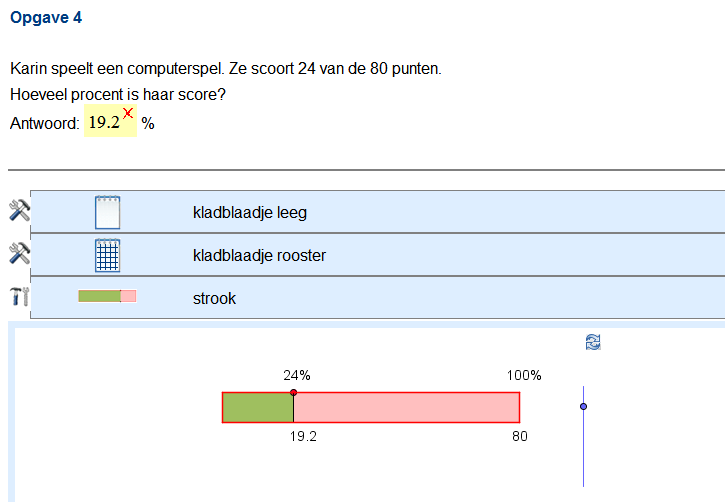 Opgave 4
Karin speelt een computerspel. Ze scoort 24 van de 80 punten.
Hoeveel procent is haar score?
Antwoord: 19.2 %
kladblaadje leeg
kladblaadje rooster
strook
24% 100%
19.2 80